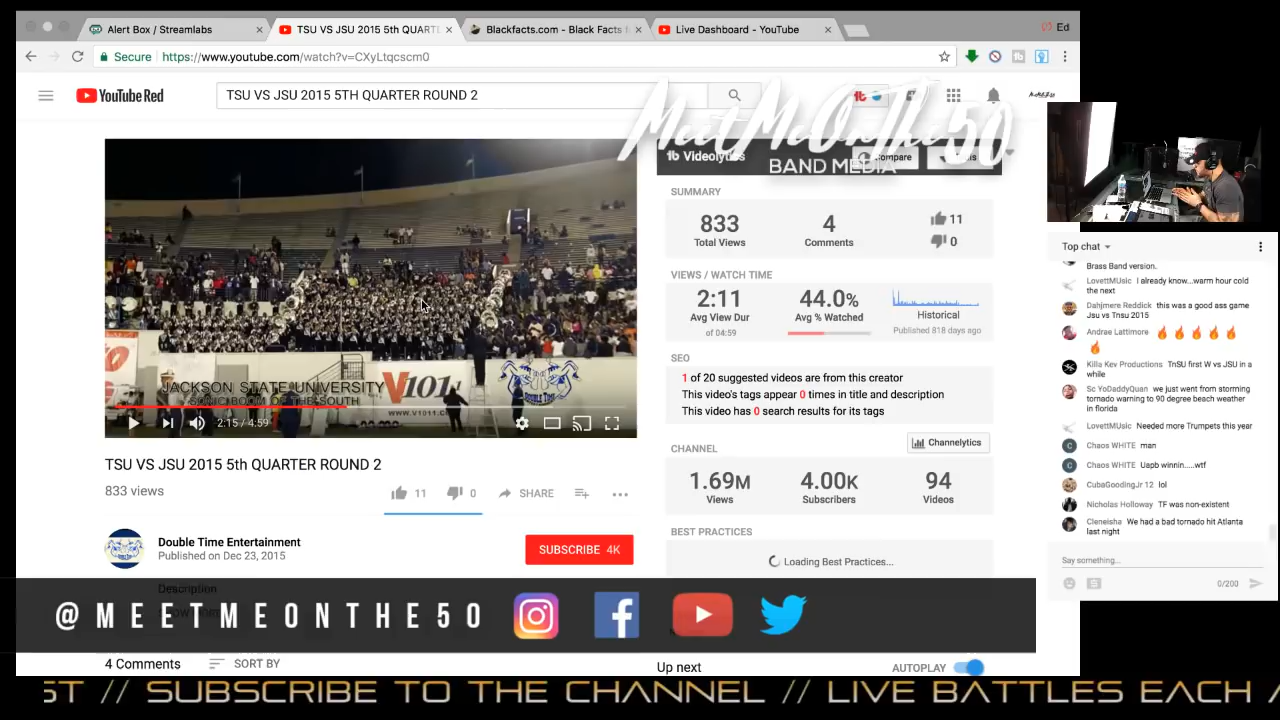 Alert Box / Streamlabs
TSU VS JSU 2015 5th QUART
Blackfacts.com - Black Facts f
Live Dashboard - YouTube
Ed
Secure
https://www.youtube.com/watch?v=CXyLtqcscm0
YouTube Red
TSU VS JSU 2015 5TH QUARTER ROUND 2
MeetMeOnThe50
BAND MEDIA
Videolytics
SUMMARY
833
Total Views
4
Comments
11
0
VIEWS / WATCH TIME
2:11
Avg View Dur
of 04:59
44.0%
Avg % Watched
Historical
Published 818 days ago
SEO
1 of 20 suggested videos are from this creator
This video's tags appear 0 times in title and description
This video has 0 search results for its tags
CHANNEL
Channelytics
1.69M
Views
4.00K
Subscribers
94
Videos
BEST PRACTICES
Loading Best Practices...
JACKSON STATE UNIVERSITY
SONIC BOOM OF THE SOUTH
V101
www.V1011.co
2:15 / 4:59
TSU VS JSU 2015 5th QUARTER ROUND 2
833 views
11
0
SHARE
Double Time Entertainment
Published on Dec 23, 2015
SUBSCRIBE 4K
Description
@MEETMEONTHE50
4 Comments
SORT BY
Up next
AUTOPLAY
ST // SUBSCRIBE TO THE CHANNEL // LIVE BATTLES EACH
Top chat
Brass Band version.
LovettMUsic I already know...warm hour cold
the next
Dahjmere Reddick this was a good ass game
Jsu vs Tnsu 2015
Andrae Lattimore
Killa Kev Productions TnSU first W vs JSU in a
while
Sc YoDaddyQuan we just went from storming
tornado warning to 90 degree beach weather
in florida
LovettMUsic Needed more Trumpets this year
C Chaos WHITE man
C Chaos WHITE Uapb winnin.....wtf
CubaGoodingJr 12 lol
Nicholas Holloway TF was non-existent
Cleneisha We had a bad tornado hit Atlanta
last night
Say something...
0/200